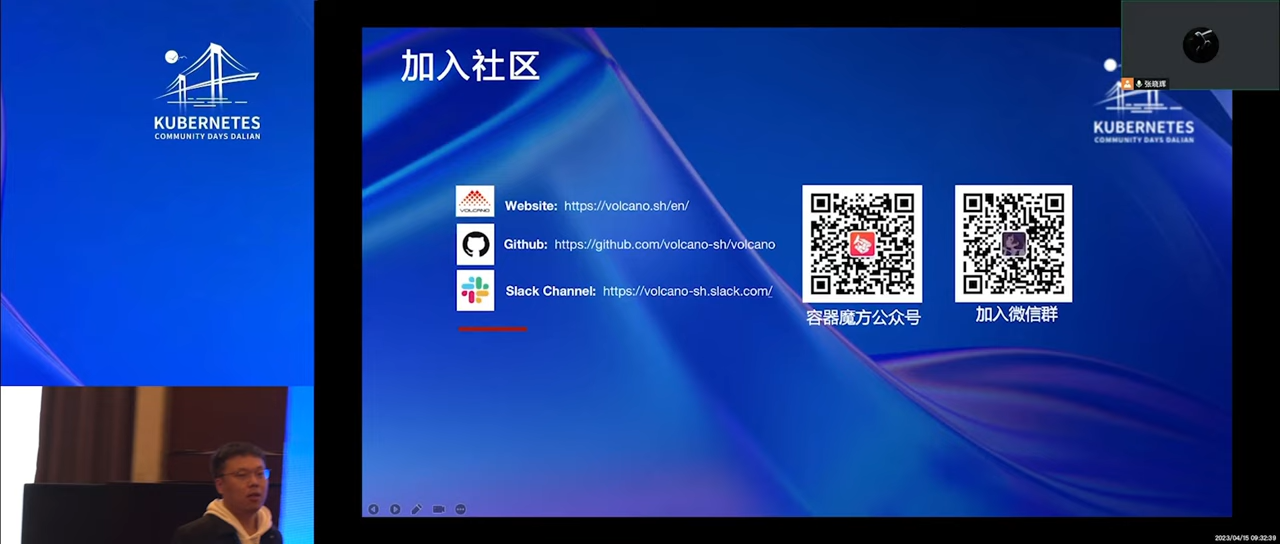 KUBERNETES
COMMUNITY DAYS DALIAN
加入社区
张晓辉
KUBERNETES
COMMUNITY DAYS DALIAN
VOLCANO
Website: https://volcano.sh/en/
Github: https://github.com/volcano-sh/volcano
Slack Channel: https://volcano-sh.slack.com/
容器魔方公众号
加入微信群
2023/04/15 09:32:39